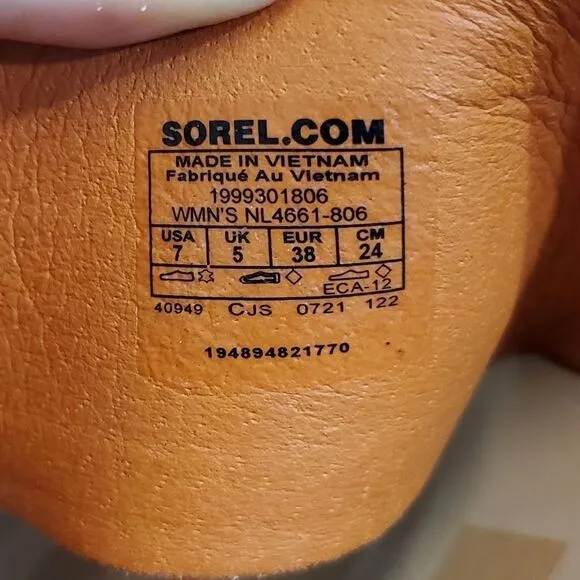 SOREL.COM
MADE IN VIETNAM
Fabriqué Au Vietnam
1999301806
WMN'S NL4661-806
USA UK EUR CM
7 5 38 24
ECA-12
40949 CJS 0721 122
194894821770